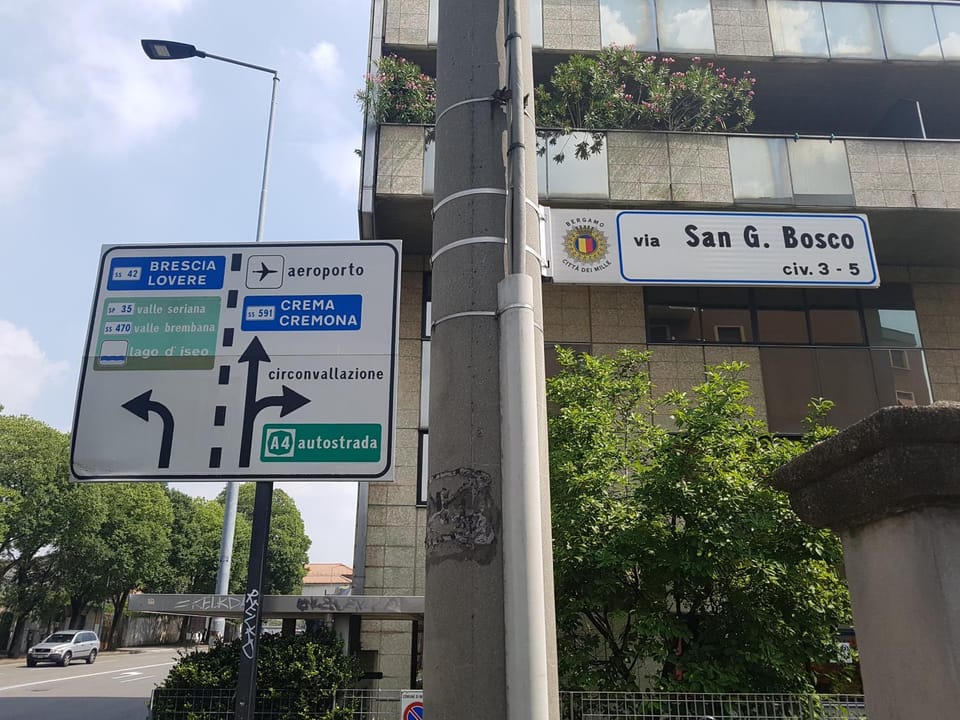 SS 42 BRESCIA
LOVERE
SP 35 valle seriana
SS 470 valle brembana
lago d'iseo
aeroporto
SS 591 CREMA
CREMONA
circonvallazione
A4 autostrada
BERGAMO
CITTÀ DEI MILLE
via San G. Bosco
civ. 3 - 5